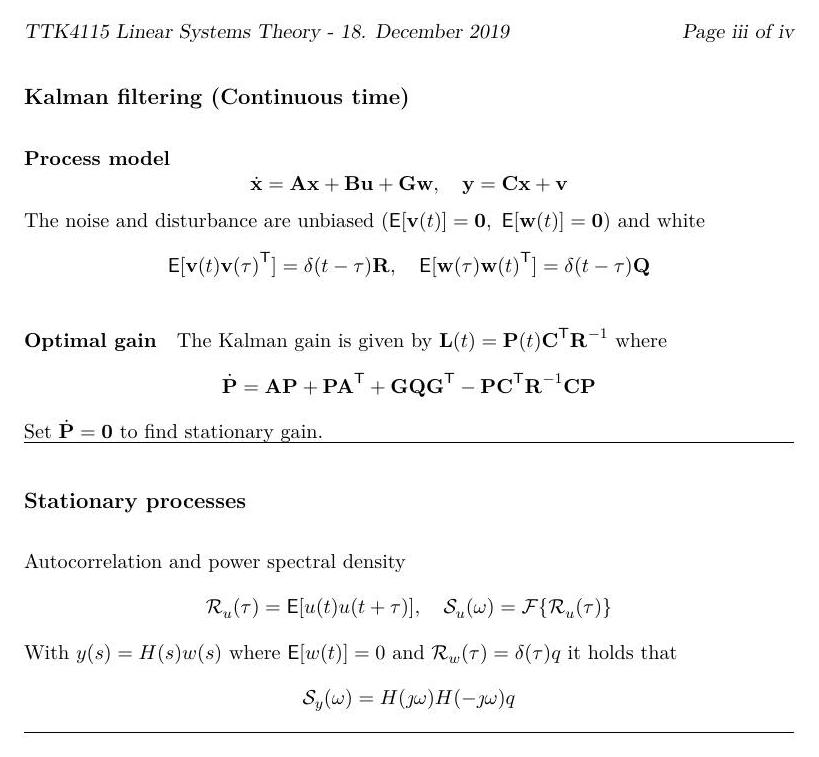 TTK4115 Linear Systems Theory - 18. December 2019 Page iii of iv
Kalman filtering (Continuous time)
Process model
ẋ = Ax + Bu + Gw, y = Cx + v
The noise and disturbance are unbiased (E[v(t)] = 0, E[w(t)] = 0) and white
E[v(t)v(τ)ᵀ] = δ(t − τ)R, E[w(τ)w(t)ᵀ] = δ(t − τ)Q
Optimal gain The Kalman gain is given by L(t) = P(t)CᵀR⁻¹ where
Ṗ = AP + PAᵀ + GQGᵀ − PCᵀR⁻¹CP
Set Ṗ = 0 to find stationary gain.
Stationary processes
Autocorrelation and power spectral density
ℛᵤ(τ) = E[u(t)u(t + τ)], 𝒮ᵤ(ω) = ℱ{ℛᵤ(τ)}
With y(s) = H(s)w(s) where E[w(t)] = 0 and ℛ_w(τ) = δ(τ)q it holds that
𝒮_y(ω) = H(ȷω)H(−ȷω)q